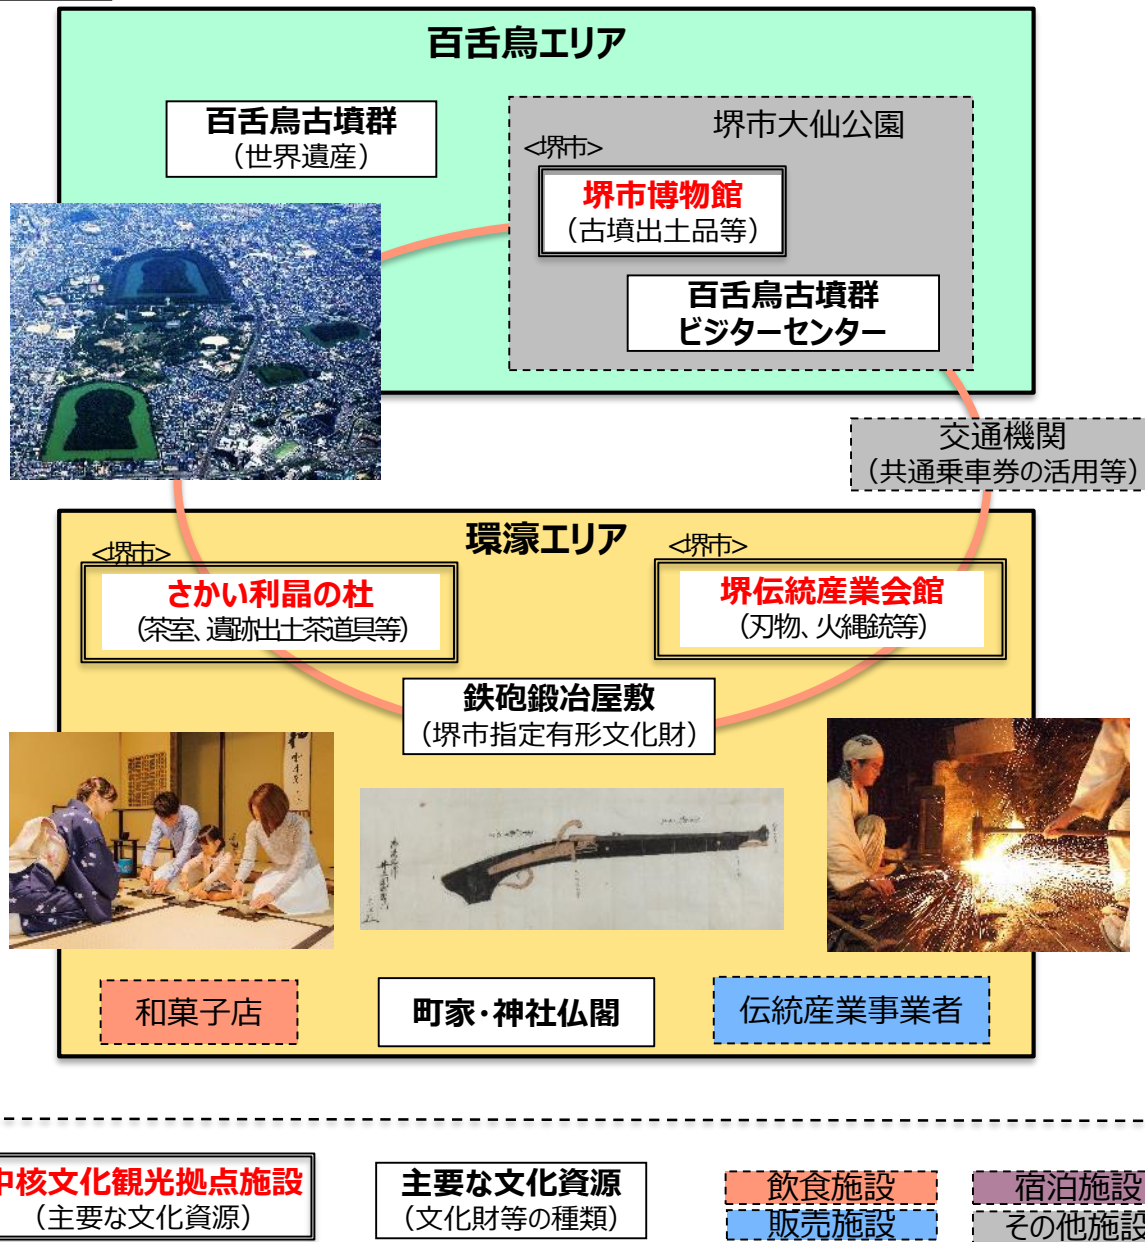 百舌鳥エリア
百舌鳥古墳群
（世界遺産）
堺市大仙公園
<堺市>
堺市博物館
（古墳出土品等）
百舌鳥古墳群
ビジターセンター
交通機関
（共通乗車券の活用等）
環濠エリア
<堺市>
さかい利晶の杜
（茶室、遺跡出土茶道具等）
<堺市>
堺伝統産業会館
（刃物、火縄銃等）
鉄砲鍛冶屋敷
（堺市指定有形文化財）
和菓子店
町家・神社仏閣
伝統産業事業者
中核文化観光拠点施設
（主要な文化資源）
主要な文化資源
（文化財等の種類）
飲食施設
販売施設
宿泊施設
その他施設